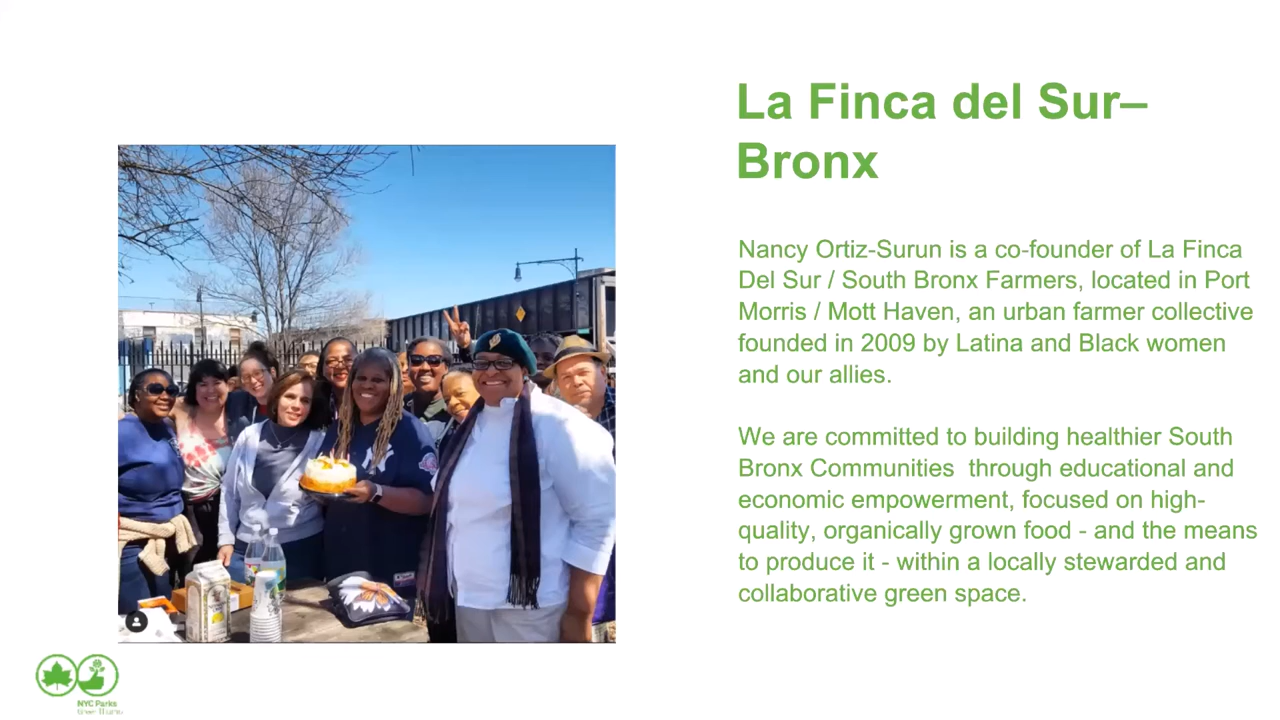 La Finca del Sur–
Bronx
Nancy Ortiz-Surun is a co-founder of La Finca
Del Sur / South Bronx Farmers, located in Port
Morris / Mott Haven, an urban farmer collective
founded in 2009 by Latina and Black women
and our allies.
We are committed to building healthier South
Bronx Communities  through educational and
economic empowerment, focused on high-
quality, organically grown food - and the means
to produce it - within a locally stewarded and
collaborative green space.
NYC Parks